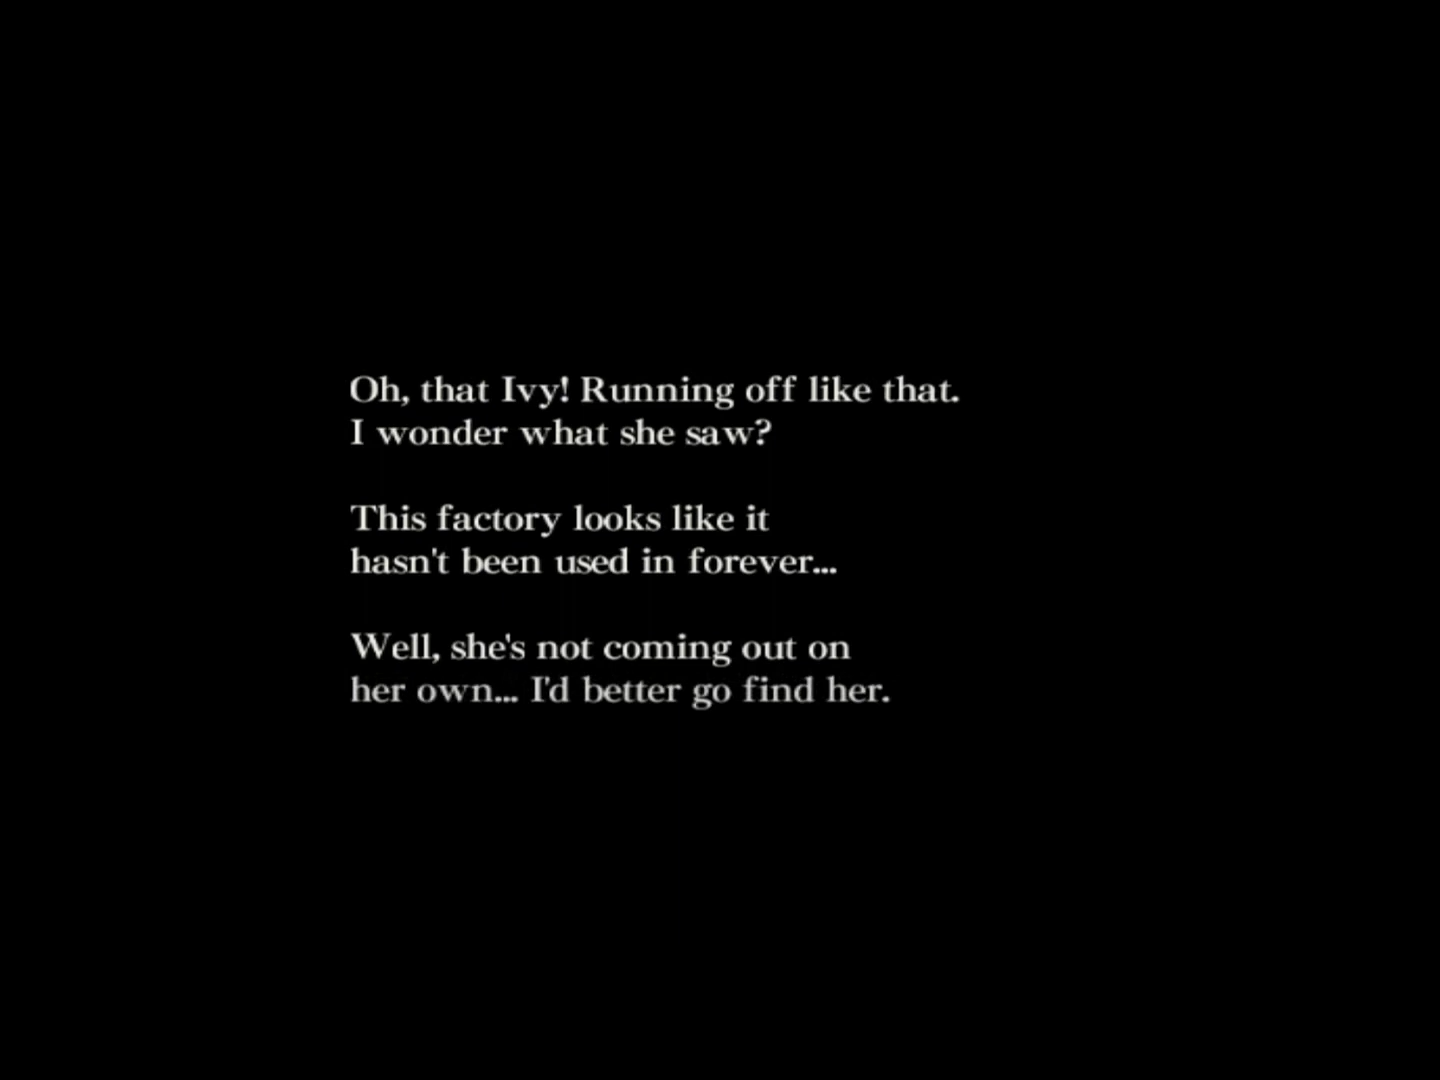 Oh, that Ivy! Running off like that.
I wonder what she saw?
This factory looks like it
hasn't been used in forever...
Well, she's not coming out on
her own... I'd better go find her.